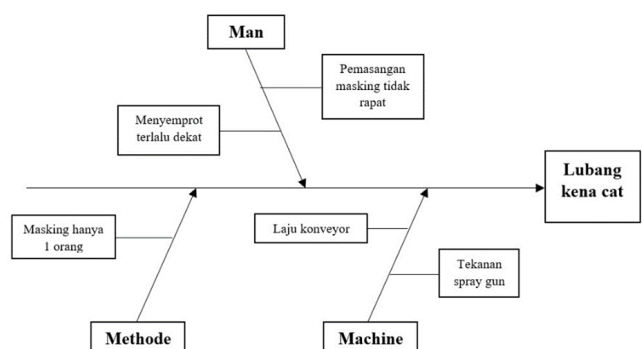 Man
Pemasangan
masking tidak
rapat
Menyemprot
terlalu dekat
Lubang
kena cat
Masking hanya
1 orang
Laju konveyor
Tekanan
spray gun
Methode
Machine